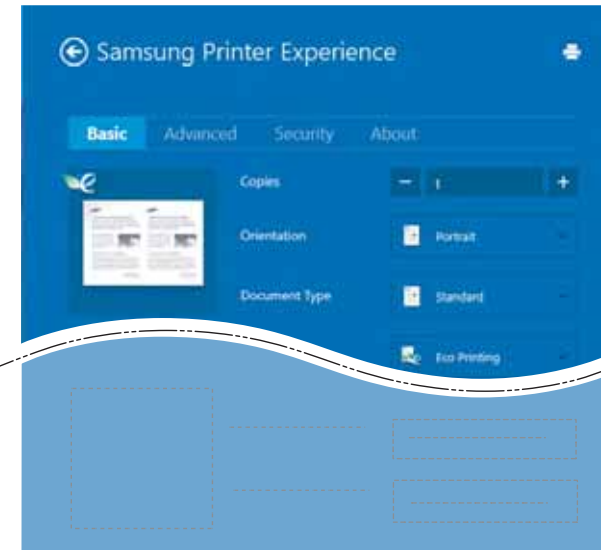 Samsung Printer Experience
Basic Advanced Security About
Copies 1
Orientation Portrait
Document Type Standard
Eco Printing